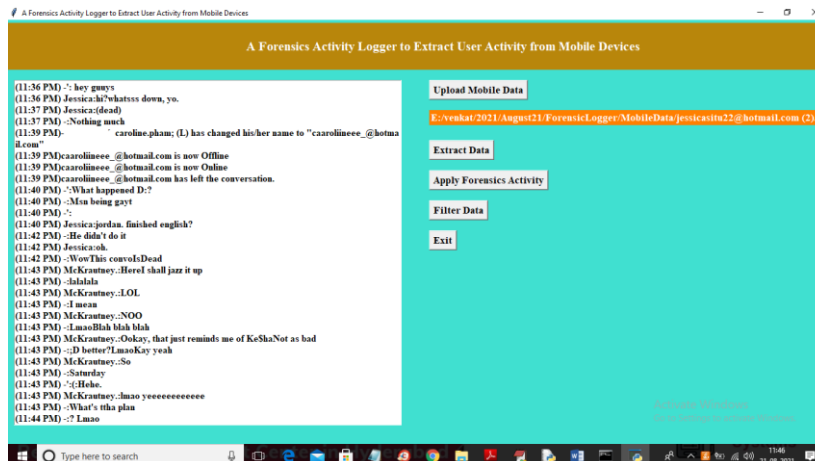 A Forensics Activity Logger to Extract User Activity from Mobile Devices
A Forensics Activity Logger to Extract User Activity from Mobile Devices
(11:36 PM) -': hey guuys
(11:36 PM) Jessica:hi?whatsss down, yo.
(11:37 PM) Jessica:(dead)
(11:37 PM) -:Nothing much
(11:39 PM)- ` caroline.pham; (L) has changed his/her name to "caaroliineee_@hotma
il.com"
(11:39 PM)caaroliineee_@hotmail.com is now Offline
(11:39 PM)caaroliineee_@hotmail.com is now Online
(11:39 PM)caaroliineee_@hotmail.com has left the conversation.
(11:40 PM) -':What happened D:?
(11:40 PM) -:Msn being gayt
(11:40 PM) -':
(11:40 PM) Jessica:jordan. finished english?
(11:42 PM) -:He didn't do it
(11:42 PM) Jessica:oh.
(11:42 PM) -:WowThis convoIsDead
(11:43 PM) McKrautney.:HereI shall jazz it up
(11:43 PM) -:lalalala
(11:43 PM) McKrautney.:LOL
(11:43 PM) -:I mean
(11:43 PM) McKrautney.:NOO
(11:43 PM) -:LmaoBlah blah blah
(11:43 PM) McKrautney.:Ookay, that just reminds me of Ke$haNot as bad
(11:43 PM) -:;D better?LmaoKay yeah
(11:43 PM) McKrautney.:So
(11:43 PM) -:Saturday
(11:43 PM) -':(:Hehe.
(11:43 PM) McKrautney.:lmao yeeeeeeeeeeee
(11:43 PM) -:What's ttha plan
(11:44 PM) -:? Lmao
Upload Mobile Data
E:/venkat/2021/August21/ForensicLogger/MobileData/jessicasitu22@hotmail.com (2)
Extract Data
Apply Forensics Activity
Filter Data
Exit
Activate Windows
Type here to search
11:46
21-08-2021